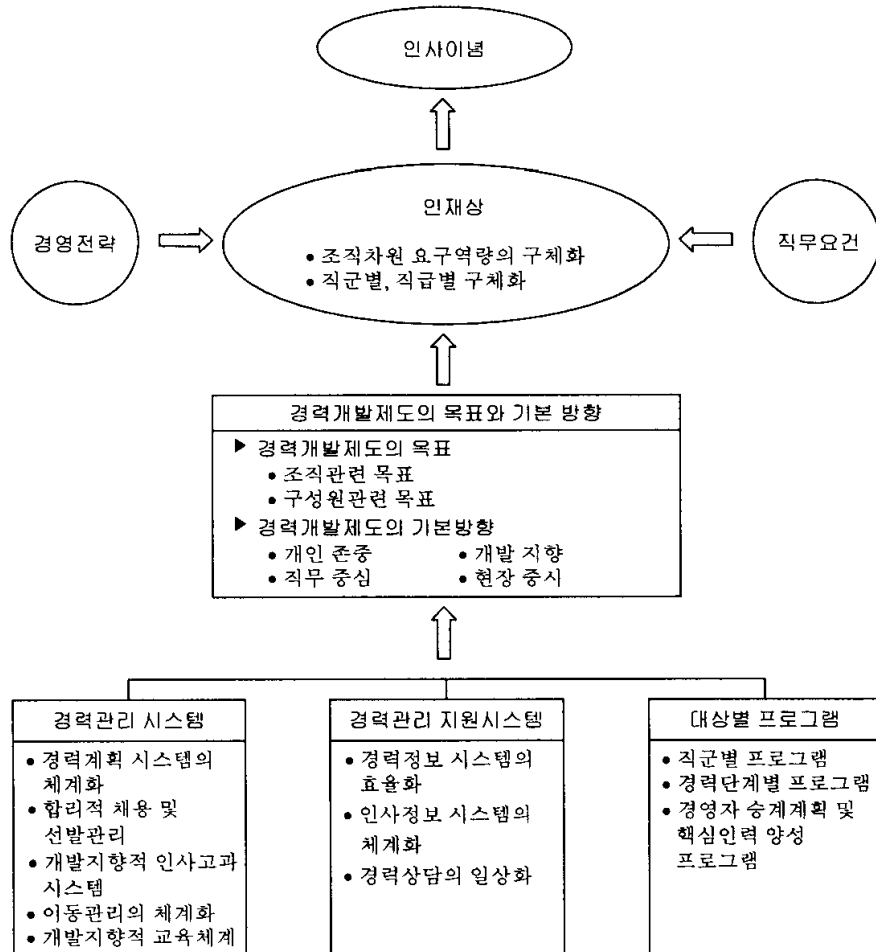 인사이념
인재상
• 조직차원 요구역량의 구체화
• 직군별, 직급별 구체화
경영전략
직무요건
경력개발제도의 목표와 기본 방향
▶ 경력개발제도의 목표
• 조직관련 목표
• 구성원관련 목표
▶ 경력개발제도의 기본방향
• 개인 존중 • 개발 지향
• 직무 중심 • 현장 중시
경력관리 시스템
• 경력계획 시스템의
체계화
• 합리적 채용 및
선발관리
• 개발지향적 인사고과
시스템
• 이동관리의 체계화
• 개발지향적 교육체계
경력관리 지원시스템
• 경력정보 시스템의
효율화
• 인사정보 시스템의
체계화
• 경력상담의 일상화
대상별 프로그램
• 직군별 프로그램
• 경력단계별 프로그램
• 경영자 승계계획 및
핵심인력 양성
프로그램